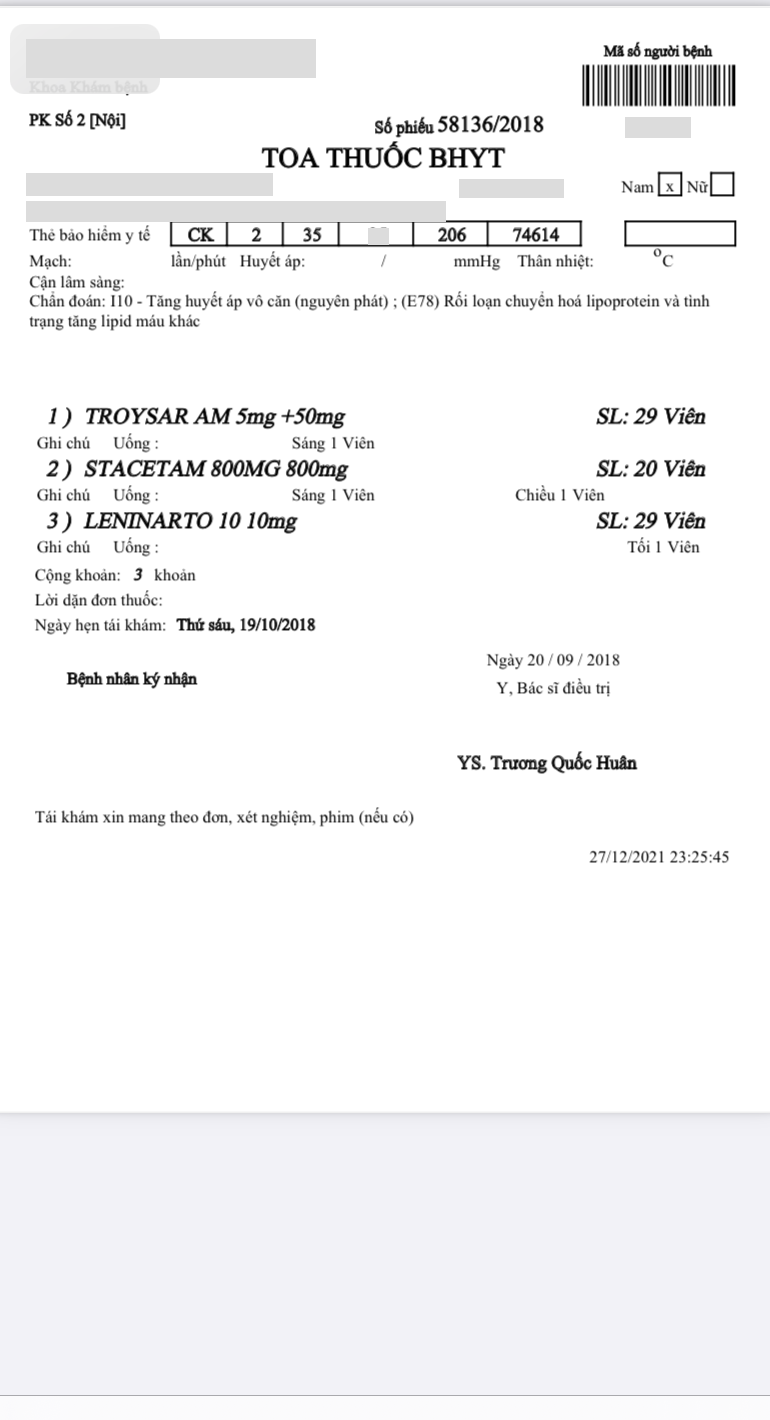 Mã số người bệnh
Khoa Khám bệnh
PK Số 2 [Nội]
Số phiếu 58136/2018
TOA THUỐC BHYT
Nam x Nữ
Thẻ bảo hiểm y tế CK 2 35 206 74614
Mạch: lần/phút Huyết áp: / mmHg Thân nhiệt: °C
Cận lâm sàng:
Chẩn đoán: I10 - Tăng huyết áp vô căn (nguyên phát) ; (E78) Rối loạn chuyển hoá lipoprotein và tình
trạng tăng lipid máu khác
1 ) TROYSAR AM 5mg +50mg SL: 29 Viên
Ghi chú Uống : Sáng 1 Viên
2 ) STACETAM 800MG 800mg SL: 20 Viên
Ghi chú Uống : Sáng 1 Viên Chiều 1 Viên
3 ) LENINARTO 10 10mg SL: 29 Viên
Ghi chú Uống : Tối 1 Viên
Cộng khoản: 3 khoản
Lời dặn đơn thuốc:
Ngày hẹn tái khám: Thứ sáu, 19/10/2018
Ngày 20 / 09 / 2018
Bệnh nhân ký nhận
Y, Bác sĩ điều trị
YS. Trương Quốc Huân
Tái khám xin mang theo đơn, xét nghiệm, phim (nếu có)
27/12/2021 23:25:45